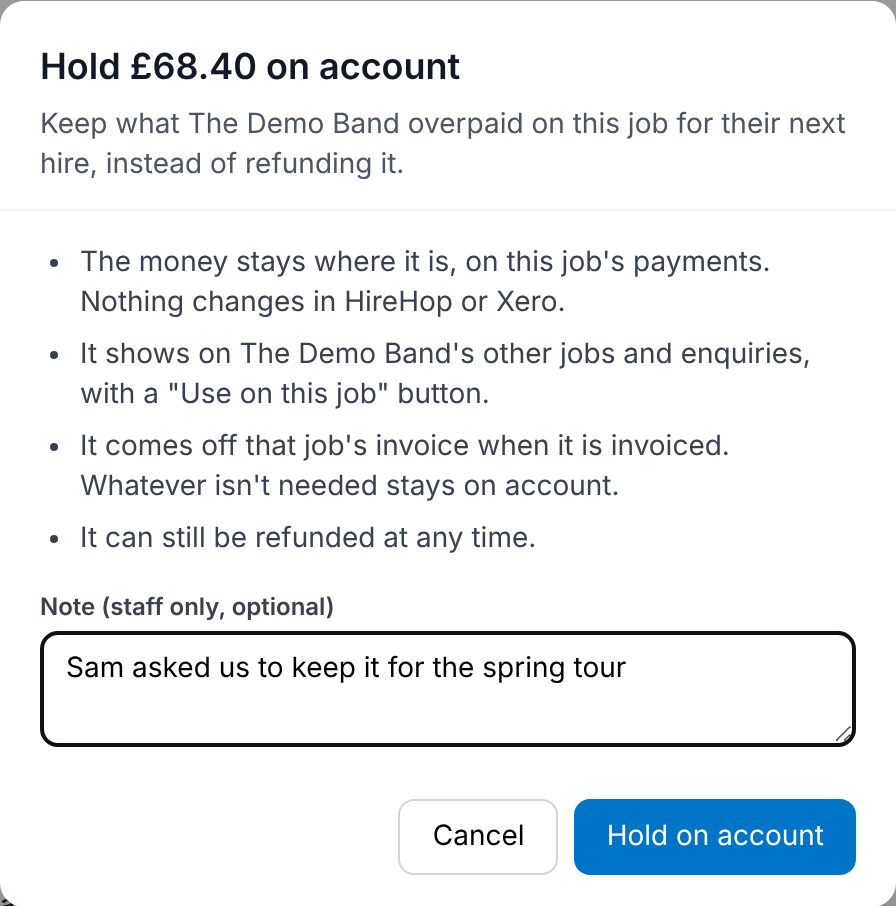 Hold £68.40 on account
Keep what The Demo Band overpaid on this job for their next
hire, instead of refunding it.
• The money stays where it is, on this job's payments.
Nothing changes in HireHop or Xero.
• It shows on The Demo Band's other jobs and enquiries,
with a "Use on this job" button.
• It comes off that job's invoice when it is invoiced.
Whatever isn't needed stays on account.
• It can still be refunded at any time.
Note (staff only, optional)
Sam asked us to keep it for the spring tour
Cancel
Hold on account